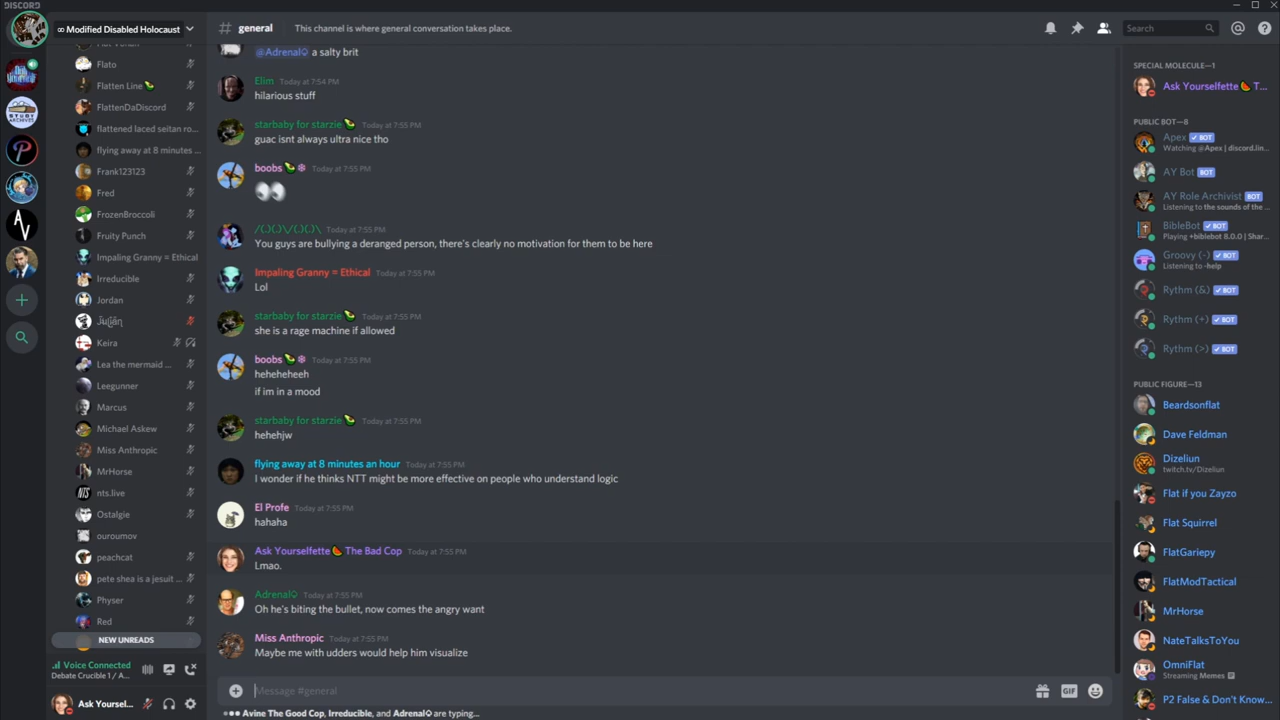 DISCORD
∞ Modified Disabled Holocaust
Flato
Flatten Line
FlattenDaDiscord
flattened laced seitan ro...
flying away at 8 minutes ...
Frank123123
Fred
FrozenBroccoli
Fruity Punch
Impaling Granny = Ethical
Irreducible
Jordan
Keira
Lea the mermaid ...
Leegunner
Marcus
Michael Askew
Miss Anthropic
MrHorse
NTS nts.live
Ostalgie
ouroumov
peachcat
pete shea is a jesuit ...
Physer
Red
NEW UNREADS
Voice Connected
Debate Crucible 1 / A...
Ask Yoursel...
STUDY ARCHIVES
P
AV
# general This channel is where general conversation takes place.
Search
@Adrenal a salty brit
Elim Today at 7:54 PM
hilarious stuff
starbaby for starzie Today at 7:55 PM
guac isnt always ultra nice tho
boobs Today at 7:55 PM
/()()\/()()\ Today at 7:55 PM
You guys are bullying a deranged person, there's clearly no motivation for them to be here
Impaling Granny = Ethical Today at 7:55 PM
Lol
starbaby for starzie Today at 7:55 PM
she is a rage machine if allowed
boobs Today at 7:55 PM
heheheheeh
if im in a mood
starbaby for starzie Today at 7:55 PM
hehehjw
flying away at 8 minutes an hour Today at 7:55 PM
I wonder if he thinks NTT might be more effective on people who understand logic
El Profe Today at 7:55 PM
hahaha
Ask Yourselfette The Bad Cop Today at 7:55 PM
Lmao.
Adrenal Today at 7:55 PM
Oh he's biting the bullet, now comes the angry want
Miss Anthropic Today at 7:55 PM
Maybe me with udders would help him visualize
Message #general
GIF
Avine The Good Cop, Irreducible, and Adrenal are typing...
SPECIAL MOLECULE—1
Ask Yourselfette T...
PUBLIC BOT—8
Apex BOT
Watching @Apex | discord.lin...
AY Bot BOT
AY Role Archivist BOT
Listening to the sounds of the...
BibleBot BOT
Playing +biblebot 8.0.0 | Shar...
Groovy (-) BOT
Listening to -help
Rythm (&) BOT
Rythm (+) BOT
Rythm (>) BOT
PUBLIC FIGURE—13
Beardsonflat
Dave Feldman
Dizeliun
twitch.tv/Dizeliun
Flat if you Zayzo
Flat Squirrel
FlatGariepy
FlatModTactical
MrHorse
NateTalksToYou
OmniFlat
Streaming Memes
P2 False & Don't Know...